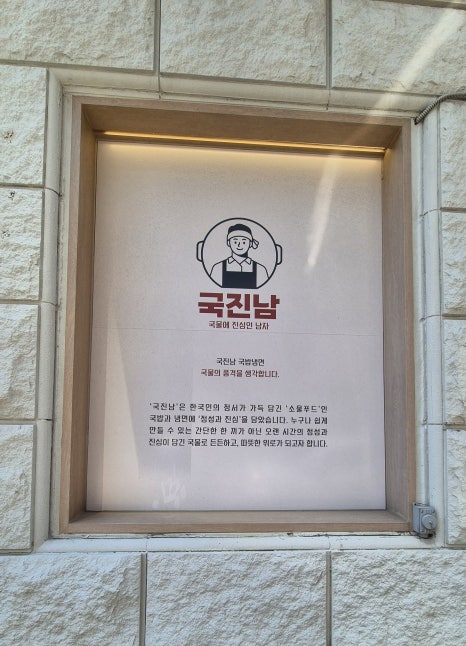 국진남
국물에 진심인 남자
국진남 국밥냉면
국물의 품격을 생각합니다.
‘국진남’은 한국인의 정서가 가득 담긴 ‘소울푸드’인
국밥과 냉면에 ‘정성과 진심’을 담았습니다. 누구나 쉽게
만들 수 있는 간단한 한 끼가 아닌 오랜 시간의 정성과
진심이 담긴 국물로 든든하고, 따뜻한 위로가 되고자 합니다.